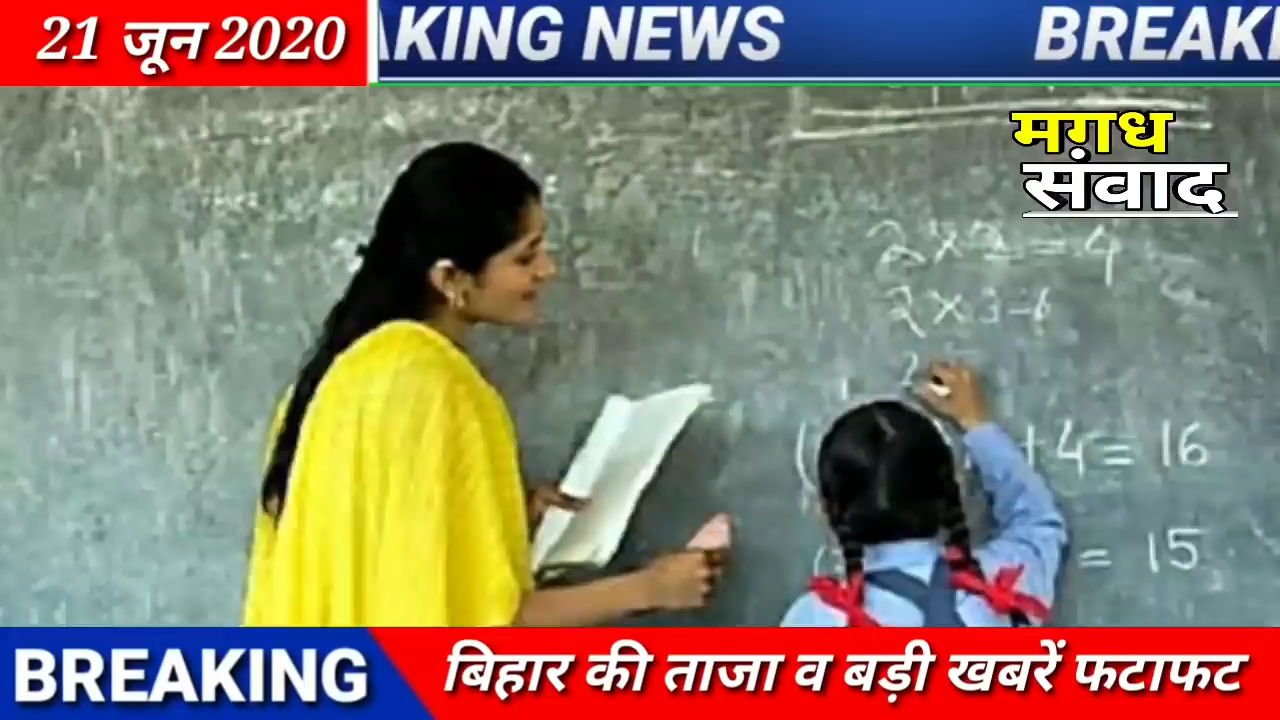 21 जून 2020
AKING NEWS
BREAKI
मगध
संवाद
2 × 2 = 4
2 × 3 - 6
+ 4 = 16
= 15
BREAKING
बिहार की ताजा व बड़ी खबरें फटाफट